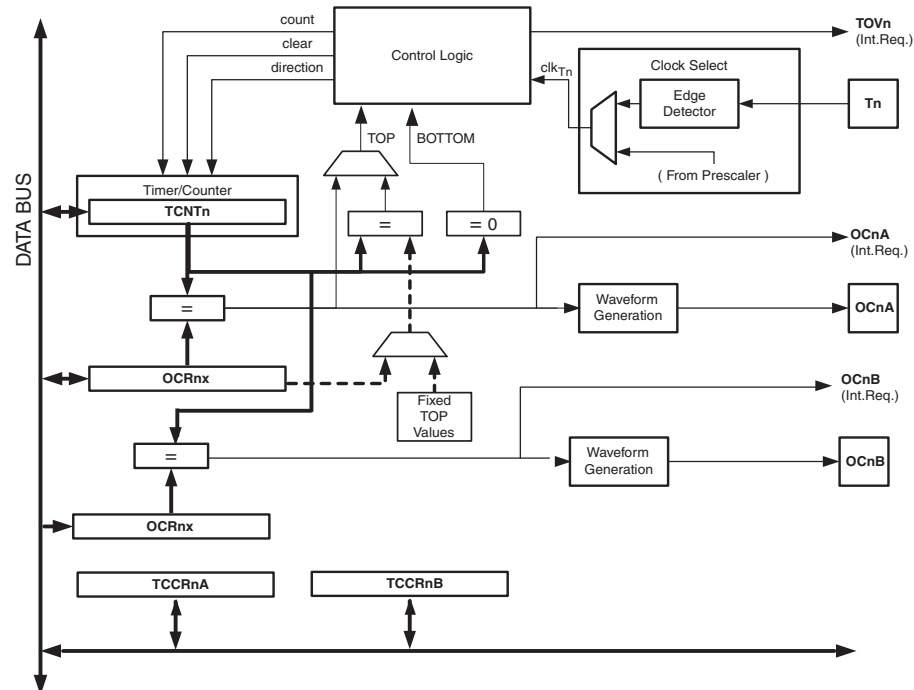 count
clear
direction
Control Logic
TOVn
(Int.Req.)
clkTn
Clock Select
Edge
Detector
Tn
( From Prescaler )
TOP
BOTTOM
Timer/Counter
TCNTn
DATA BUS
=
= 0
OCnA
(Int.Req.)
=
Waveform
Generation
OCnA
OCRnx
Fixed
TOP
Values
OCnB
(Int.Req.)
=
Waveform
Generation
OCnB
OCRnx
TCCRnA
TCCRnB